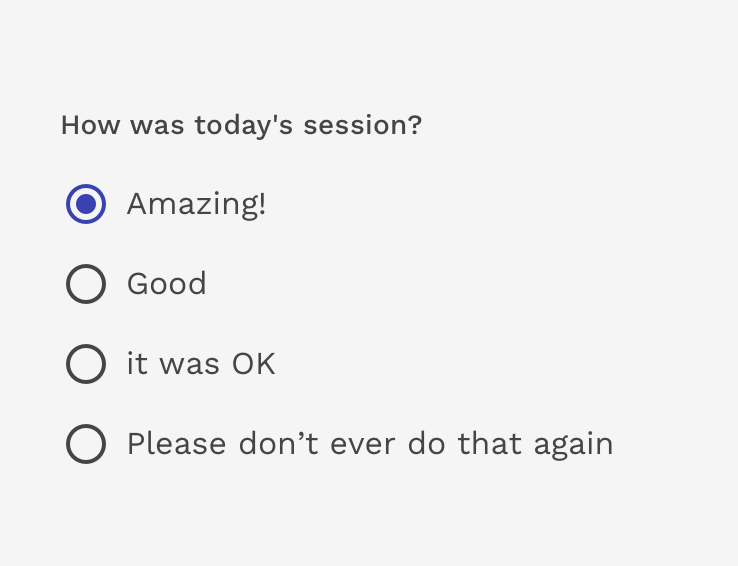 How was today's session?
Amazing!
Good
it was OK
Please don’t ever do that again